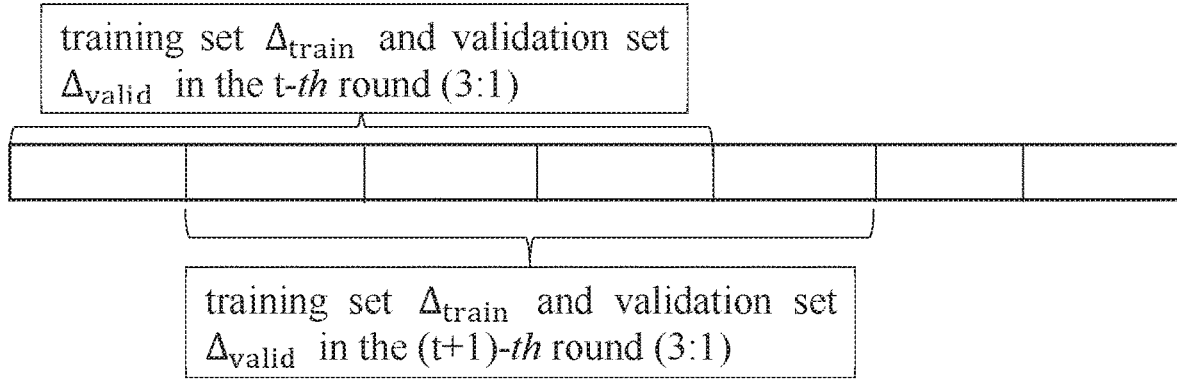 training set Δtrain and validation set
Δvalid in the t-th round (3:1)
training set Δtrain and validation set
Δvalid in the (t+1)-th round (3:1)